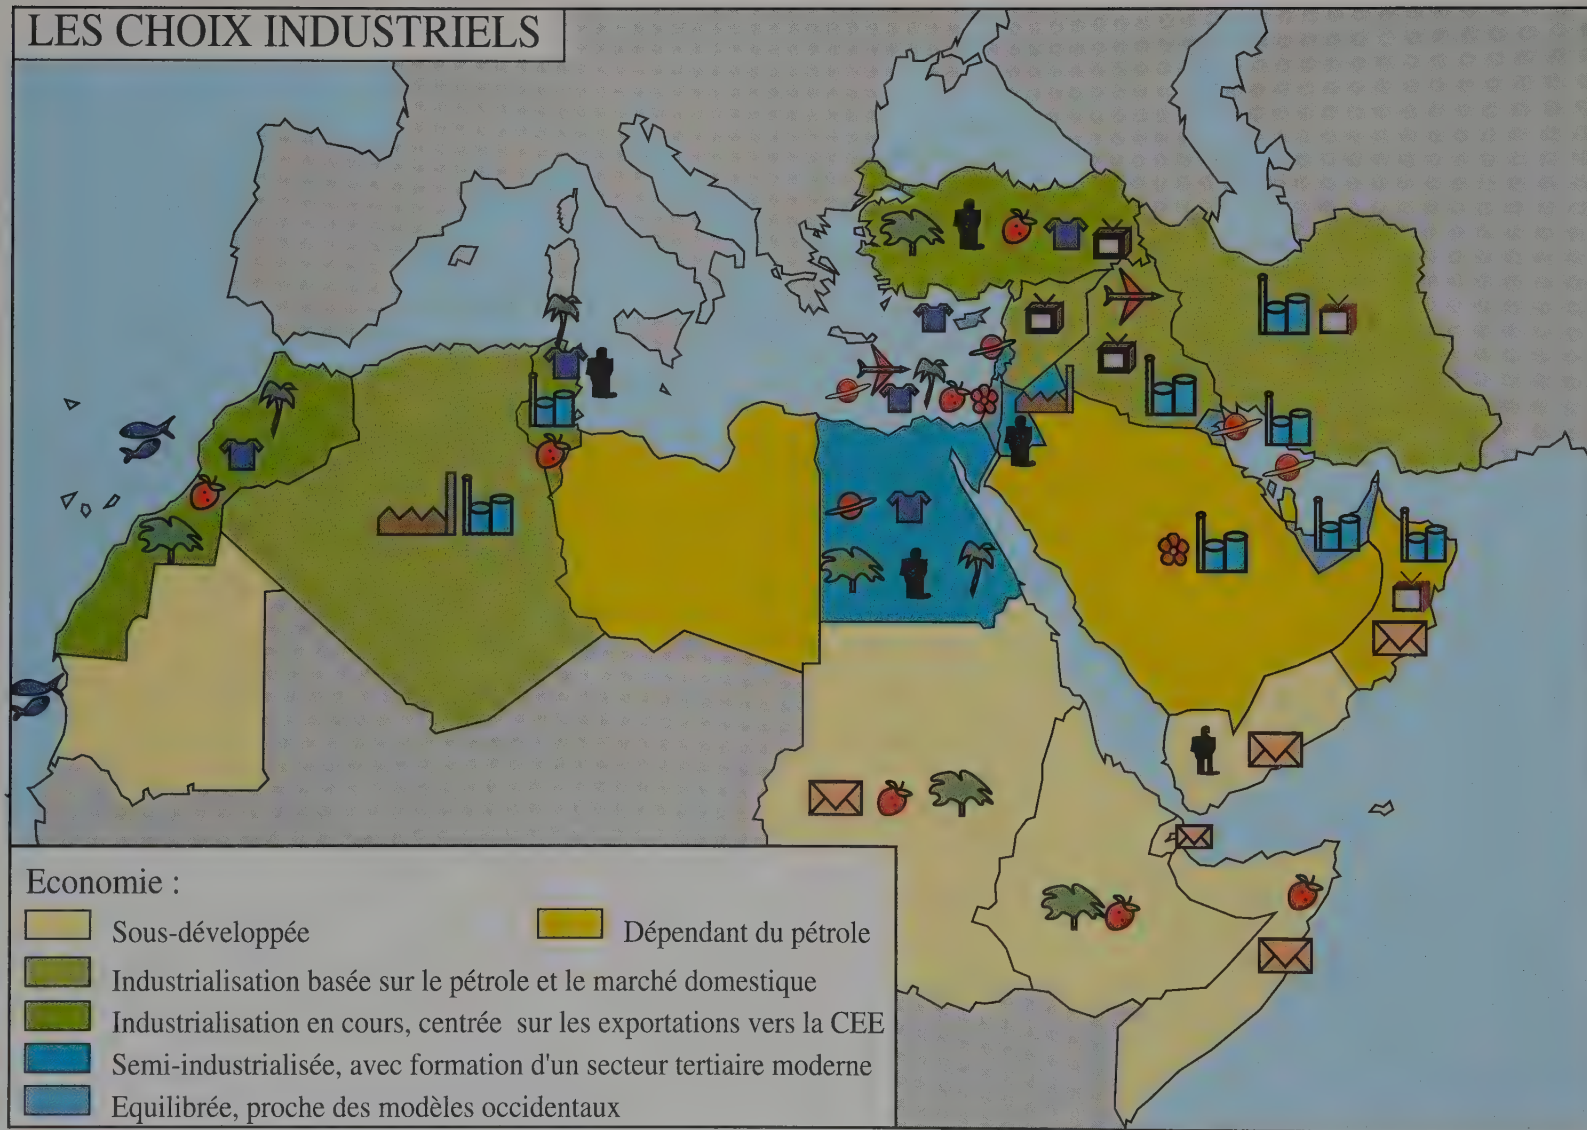 LES CHOIX INDUSTRIELS
Economie :
Sous-développée
Dépendant du pétrole
Industrialisation basée sur le pétrole et le marché domestique
Industrialisation en cours, centrée sur les exportations vers la CEE
Semi-industrialisée, avec formation d'un secteur tertiaire moderne
Equilibrée, proche des modèles occidentaux